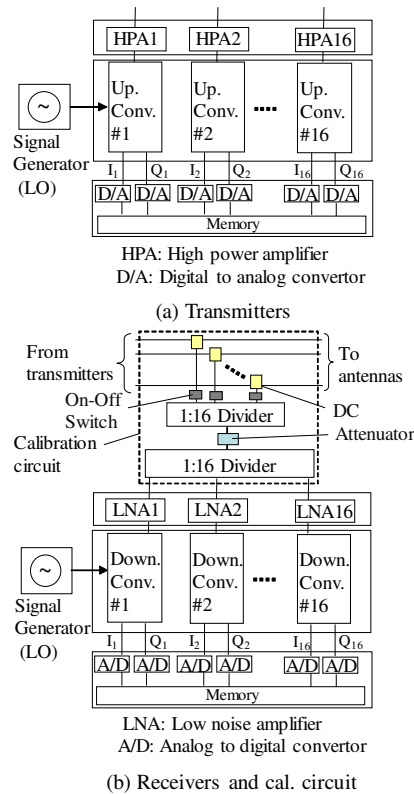 HPA1 HPA2 HPA16
Up. Conv. #1
Up. Conv. #2
Up. Conv. #16
~
Signal Generator (LO)
I1 Q1 I2 Q2 I16 Q16
D/A D/A D/A D/A D/A D/A
Memory
HPA: High power amplifier
D/A: Digital to analog convertor
(a) Transmitters
From transmitters
To antennas
On-Off Switch
DC
1:16 Divider
Attenuator
Calibration circuit
1:16 Divider
LNA1 LNA2 LNA16
Down. Conv. #1
Down. Conv. #2
Down. Conv. #16
~
Signal Generator (LO)
I1 Q1 I2 Q2 I16 Q16
A/D A/D A/D A/D A/D A/D
Memory
LNA: Low noise amplifier
A/D: Analog to digital convertor
(b) Receivers and cal. circuit